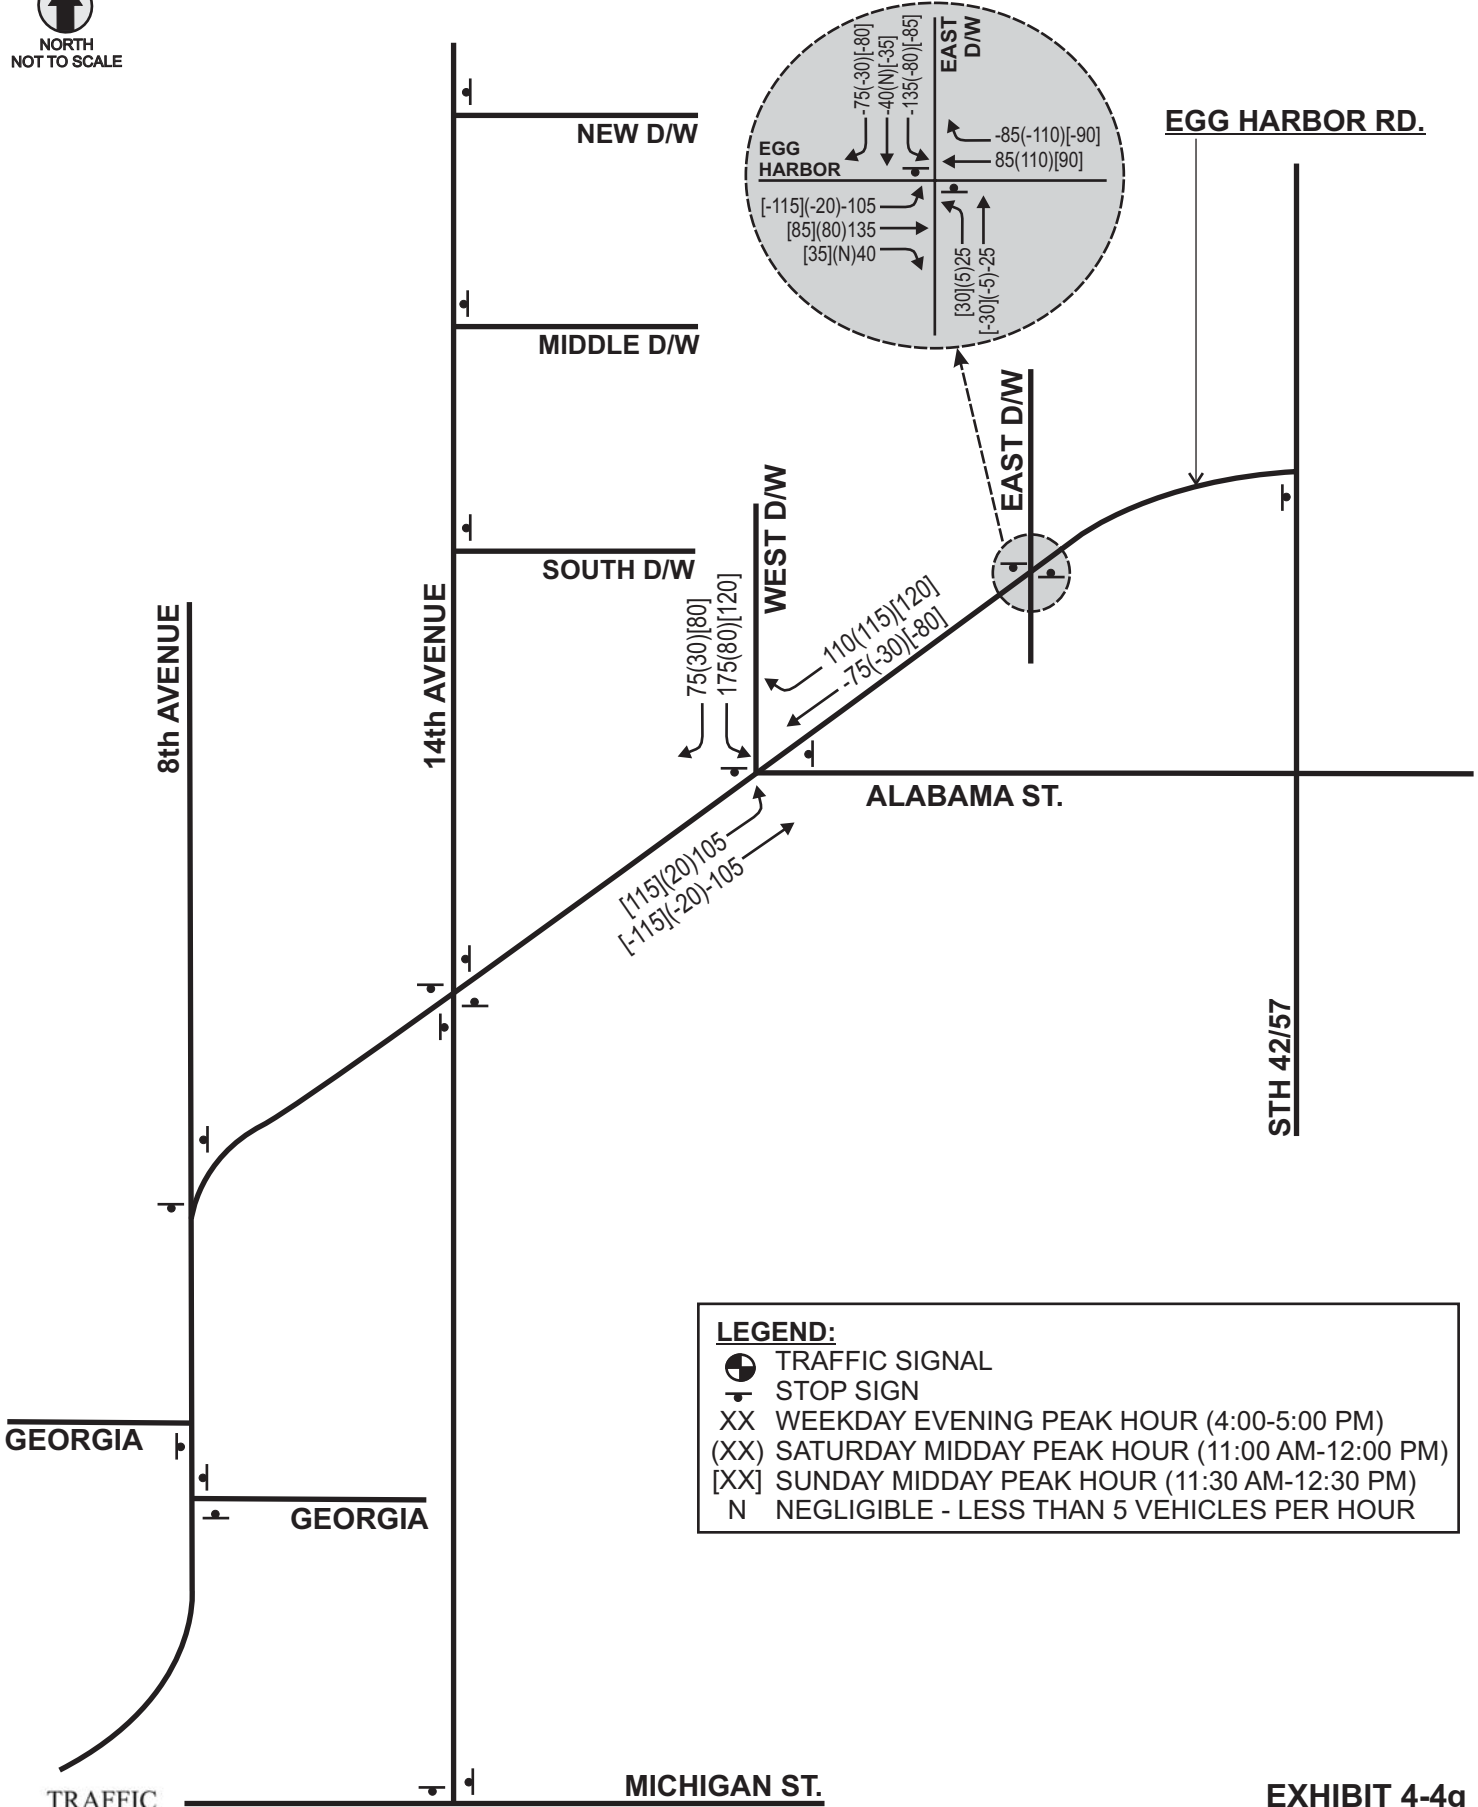 NORTH
NOT TO SCALE
-75(-30)[-80]
-40(N)[-35]
-135(-80)[-85]
EAST
D/W
-85(-110)[-90]
85(110)[90]
EGG
HARBOR
[-115](-20)-105
[85](80)135
[35](N)40
[30](5)25
[-30](-5)-25
EGG HARBOR RD.
NEW D/W
MIDDLE D/W
SOUTH D/W
EAST D/W
WEST D/W
75(30)[80]
175(80)[120]
110(115)[120]
-75(-30)[-80]
8th AVENUE
14th AVENUE
ALABAMA ST.
[115](20)105
[-115](-20)-105
STH 42/57
LEGEND:
TRAFFIC SIGNAL
STOP SIGN
XX WEEKDAY EVENING PEAK HOUR (4:00-5:00 PM)
(XX) SATURDAY MIDDAY PEAK HOUR (11:00 AM-12:00 PM)
[XX] SUNDAY MIDDAY PEAK HOUR (11:30 AM-12:30 PM)
N NEGLIGIBLE - LESS THAN 5 VEHICLES PER HOUR
GEORGIA
GEORGIA
MICHIGAN ST.
TRAFFIC
EXHIBIT 4-4g